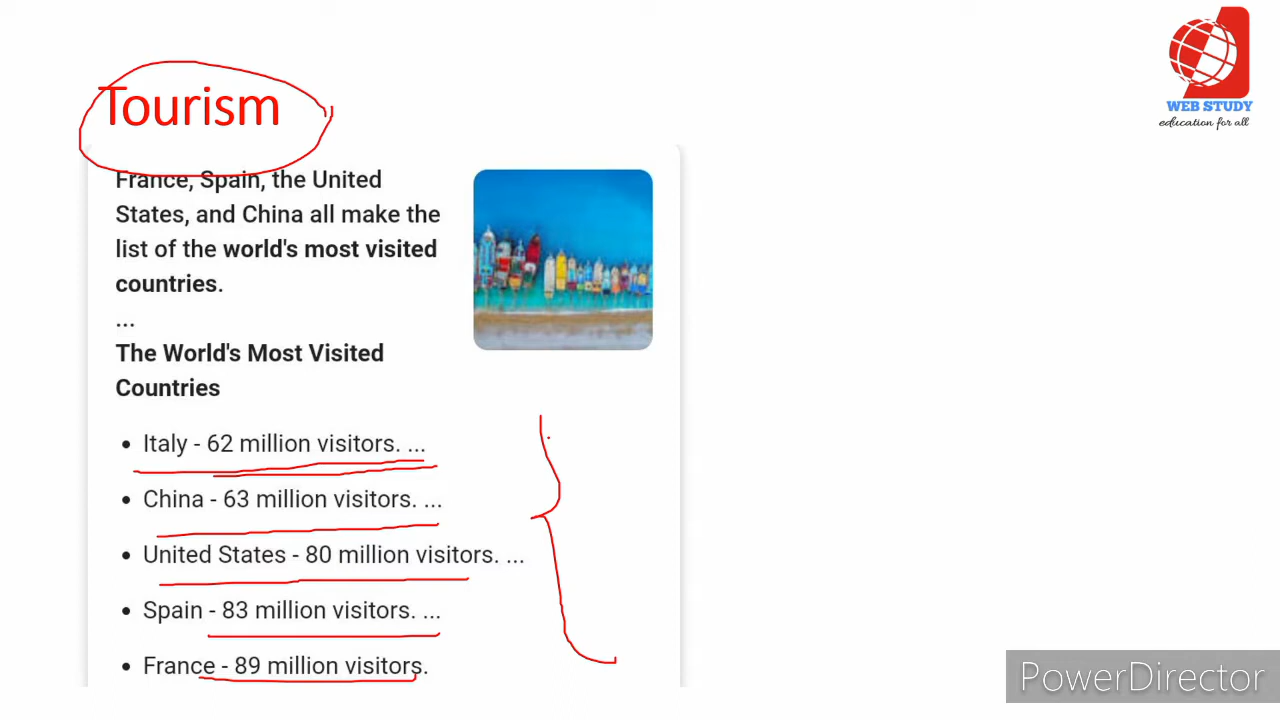 WEB STUDY
education for all
Tourism
France, Spain, the United
States, and China all make the
list of the world's most visited
countries.
...
The World's Most Visited
Countries
• Italy - 62 million visitors. ...
• China - 63 million visitors. ...
• United States - 80 million visitors. ...
• Spain - 83 million visitors. ...
• France - 89 million visitors.
PowerDirector